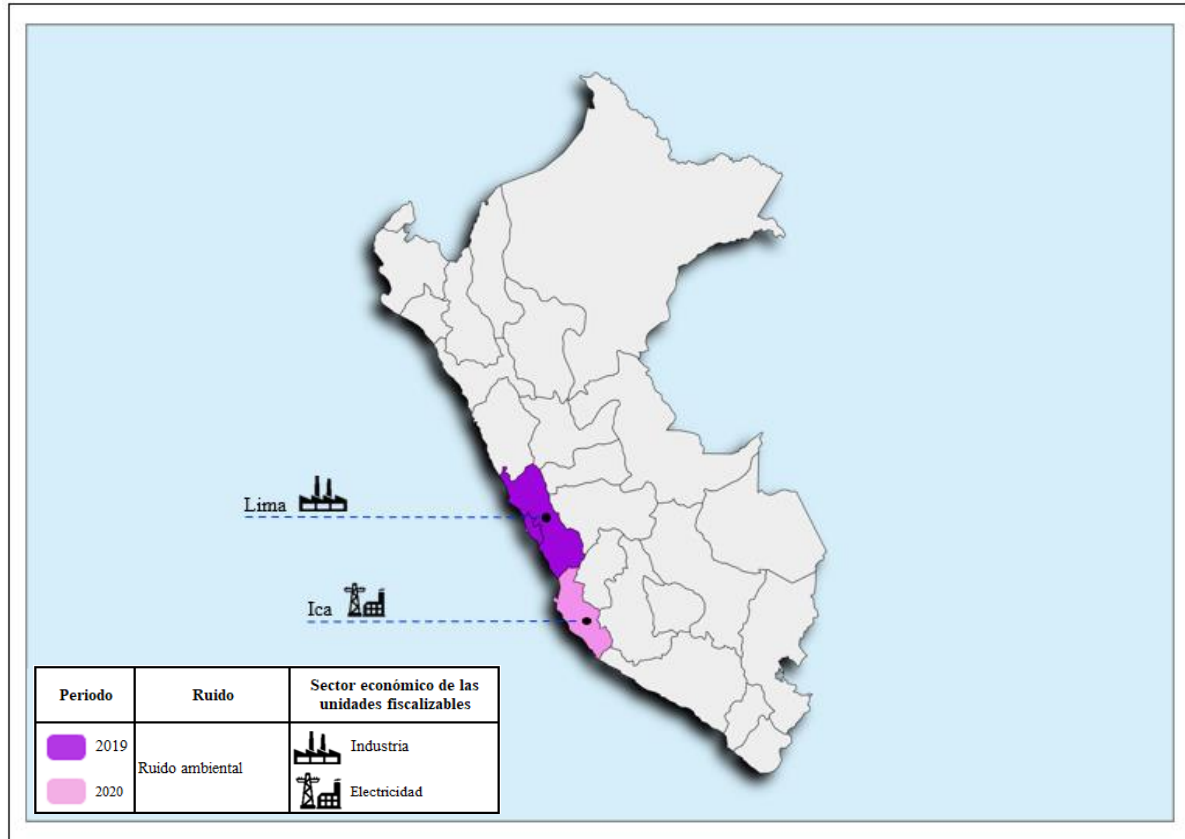 Lima
Ica
Periodo
Ruido
Sector económico de las
unidades fiscalizables
2019
Ruido ambiental
Industria
2020
Electricidad